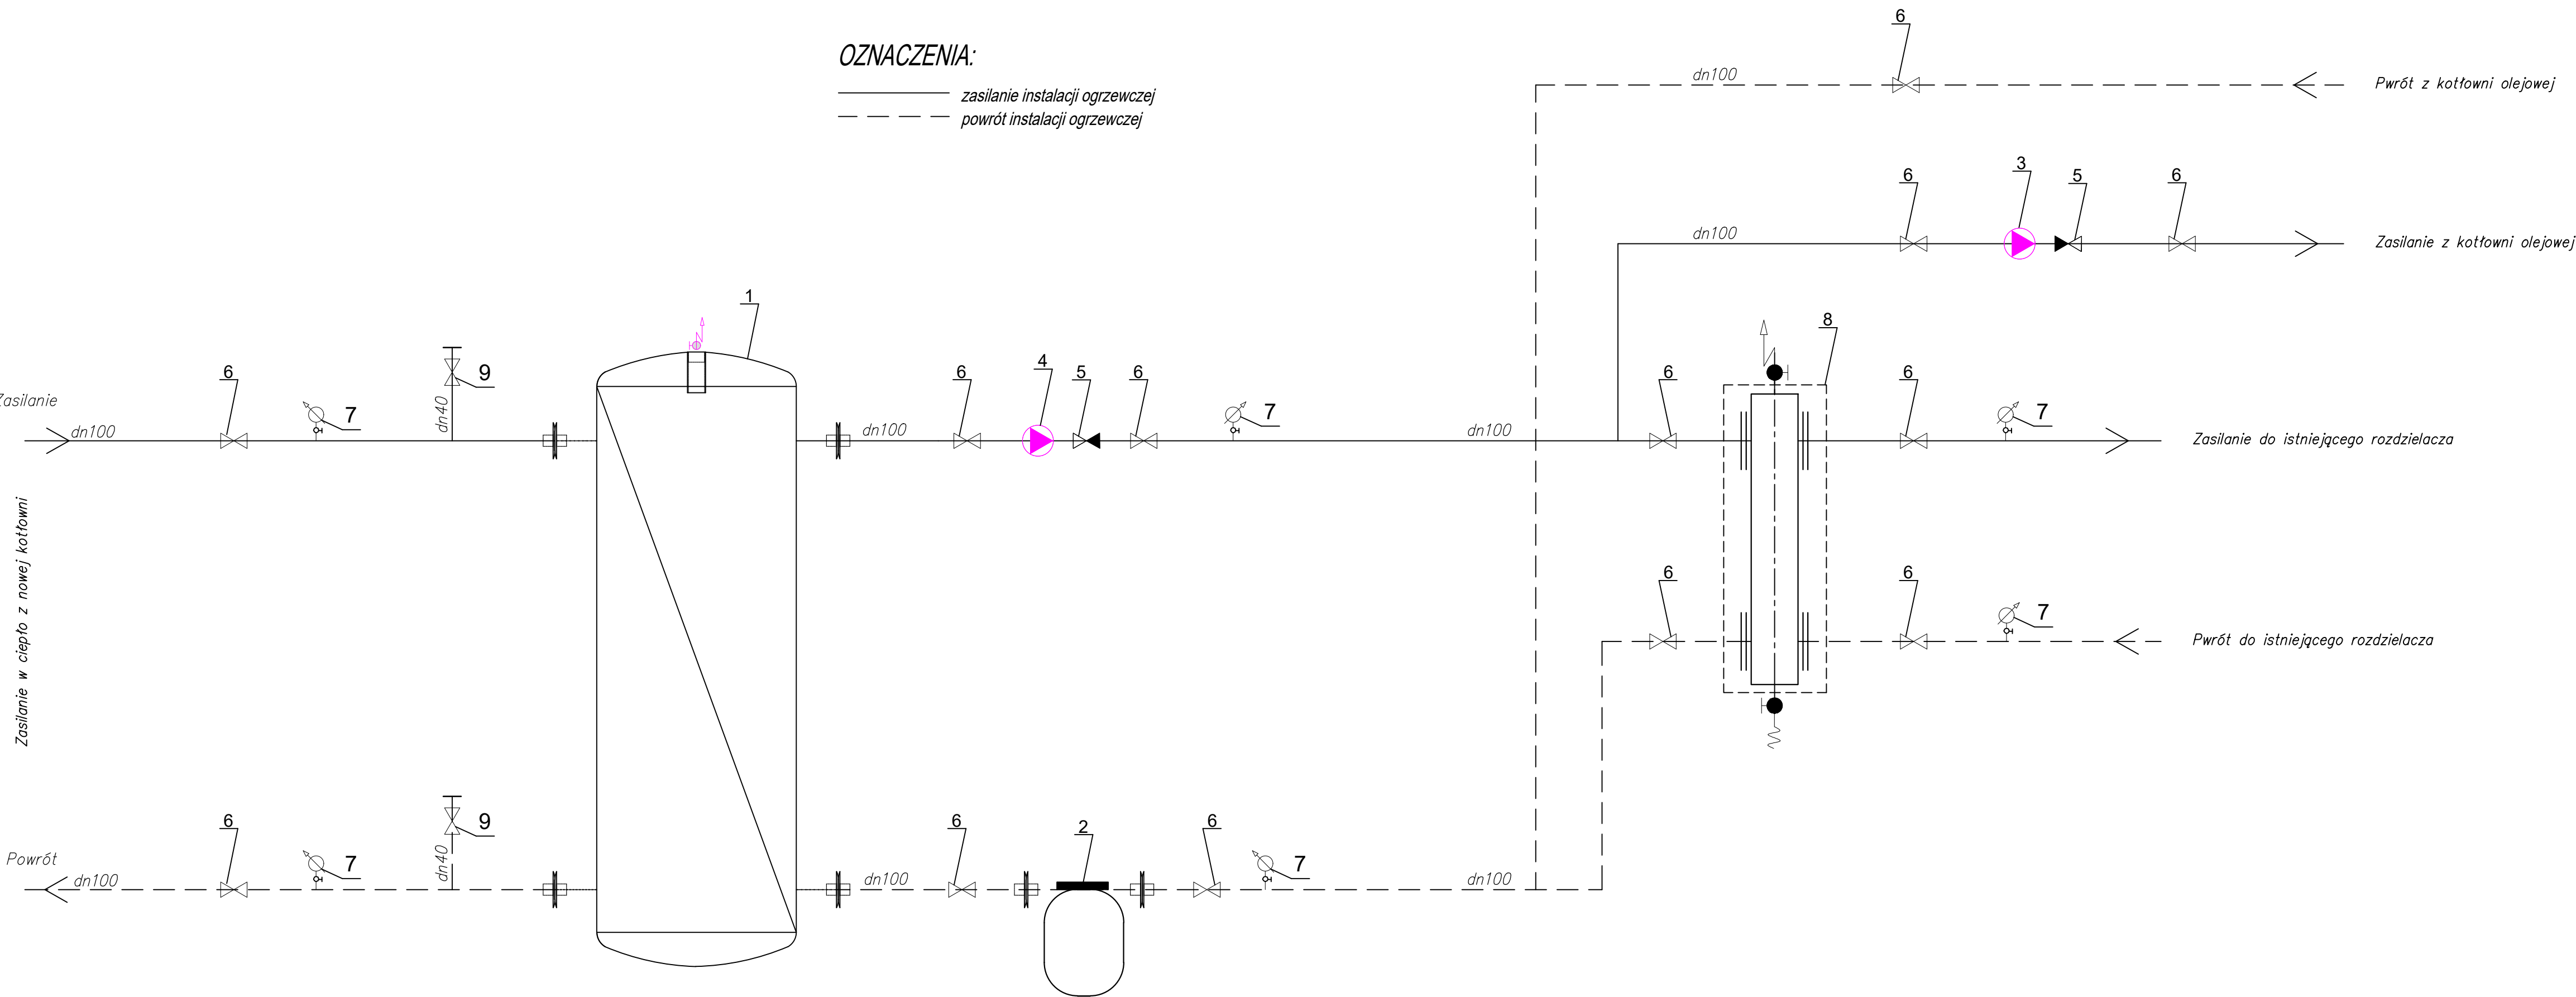 OZNACZENIA:
zasilanie instalacji ogrzewczej
powrót instalacji ogrzewczej
6
dn100
Pwrót z kotłowni olejowej
6
3
5
6
dn100
Zasilanie z kotłowni olejowej
1
8
Zasilanie
dn100
6
7
9
dn40
dn100
6
4
5
6
7
dn100
6
6
7
Zasilanie do istniejącego rozdzielacza
Zasilanie w ciepło z nowej kotłowni
6
6
7
Pwrót do istniejącego rozdzielacza
Powrót
dn100
6
7
9
dn40
dn100
6
2
6
7
dn100